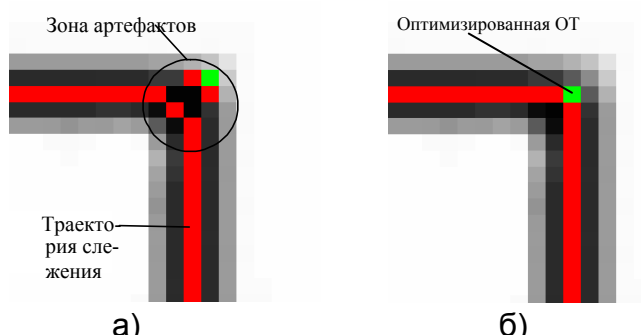 Зона артефактов
Оптимизированная ОТ
Траекто-
рия сле-
жения
а)
б)